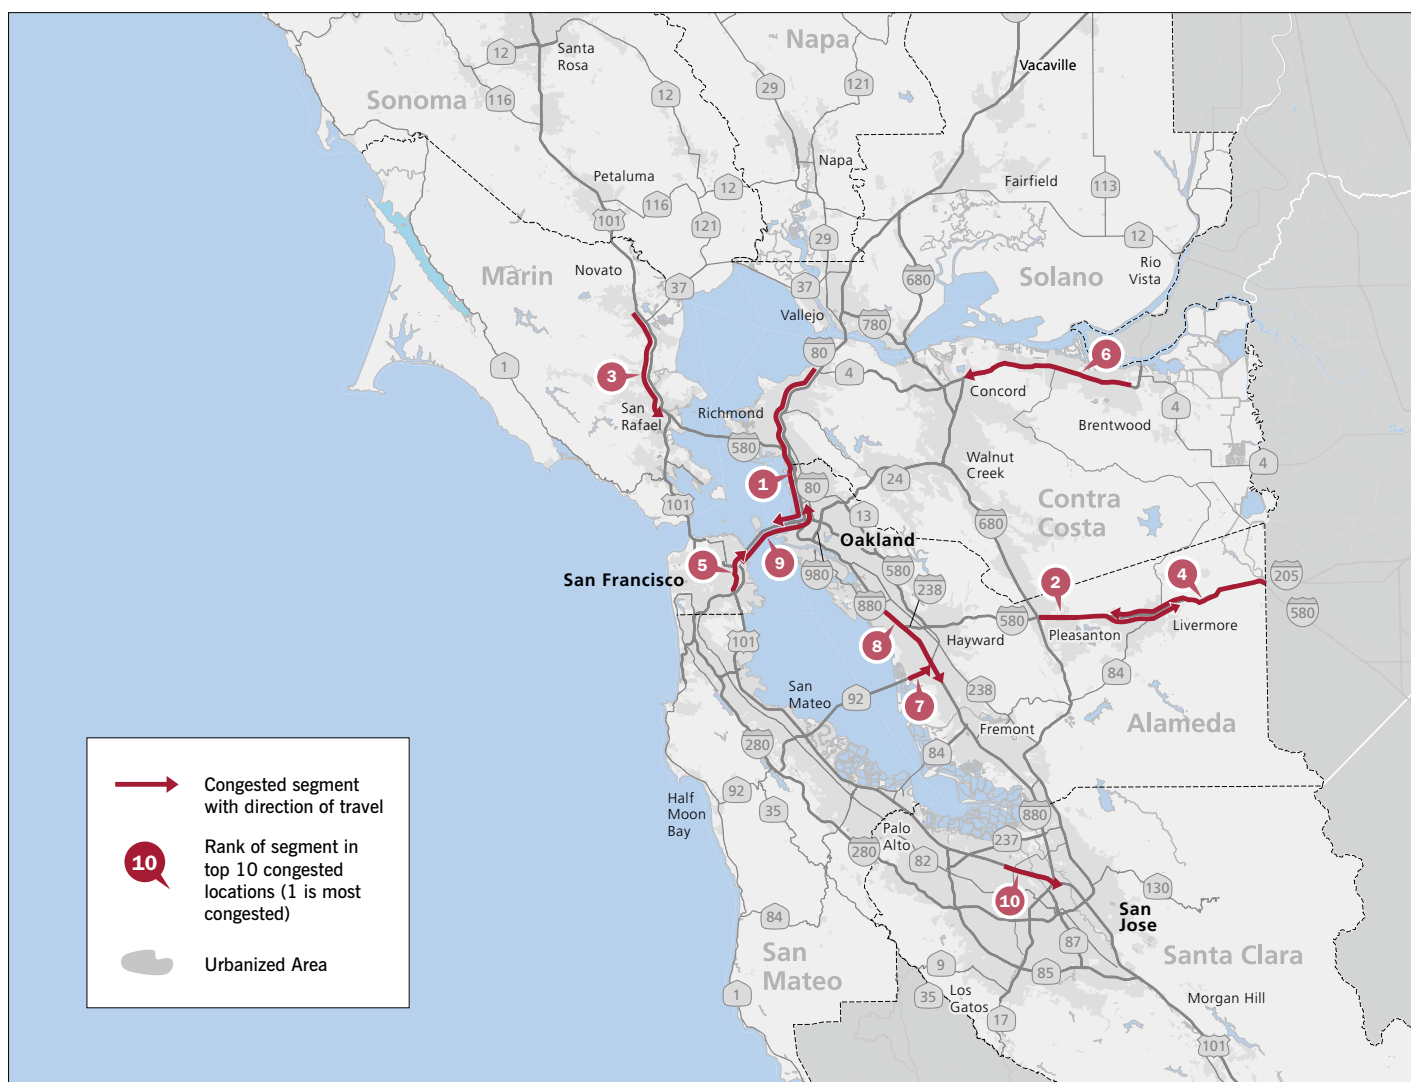 116
Santa
Rosa
12
116
Sonoma
12
Napa
29
121
Vacaville
Petaluma
116
101
12
121
Napa
29
Fairfield
113
12
Rio
Vista
Marin
Novato
37
37
Vallejo
680
780
Solano
1
3
80
4
6
Concord
4
Brentwood
San
Rafael
Richmond
580
1
80
24
Walnut
Creek
4
101
13
680
Contra
Costa
Oakland
9
5
San Francisco
980
580
238
2
4
205
580
880
580
Pleasanton
Livermore
8
Hayward
101
84
San
Mateo
92
7
238
Alameda
Fremont
84
280
Half
Moon
Bay
92
35
280
Palo
Alto
82
237
880
10
130
San
Jose
84
87
Santa Clara
San
Mateo
9
85
35
Los
Gatos
17
1
Morgan Hill
101
Congested segment
with direction of travel
10
Rank of segment in
top 10 congested
locations (1 is most
congested)
Urbanized Area